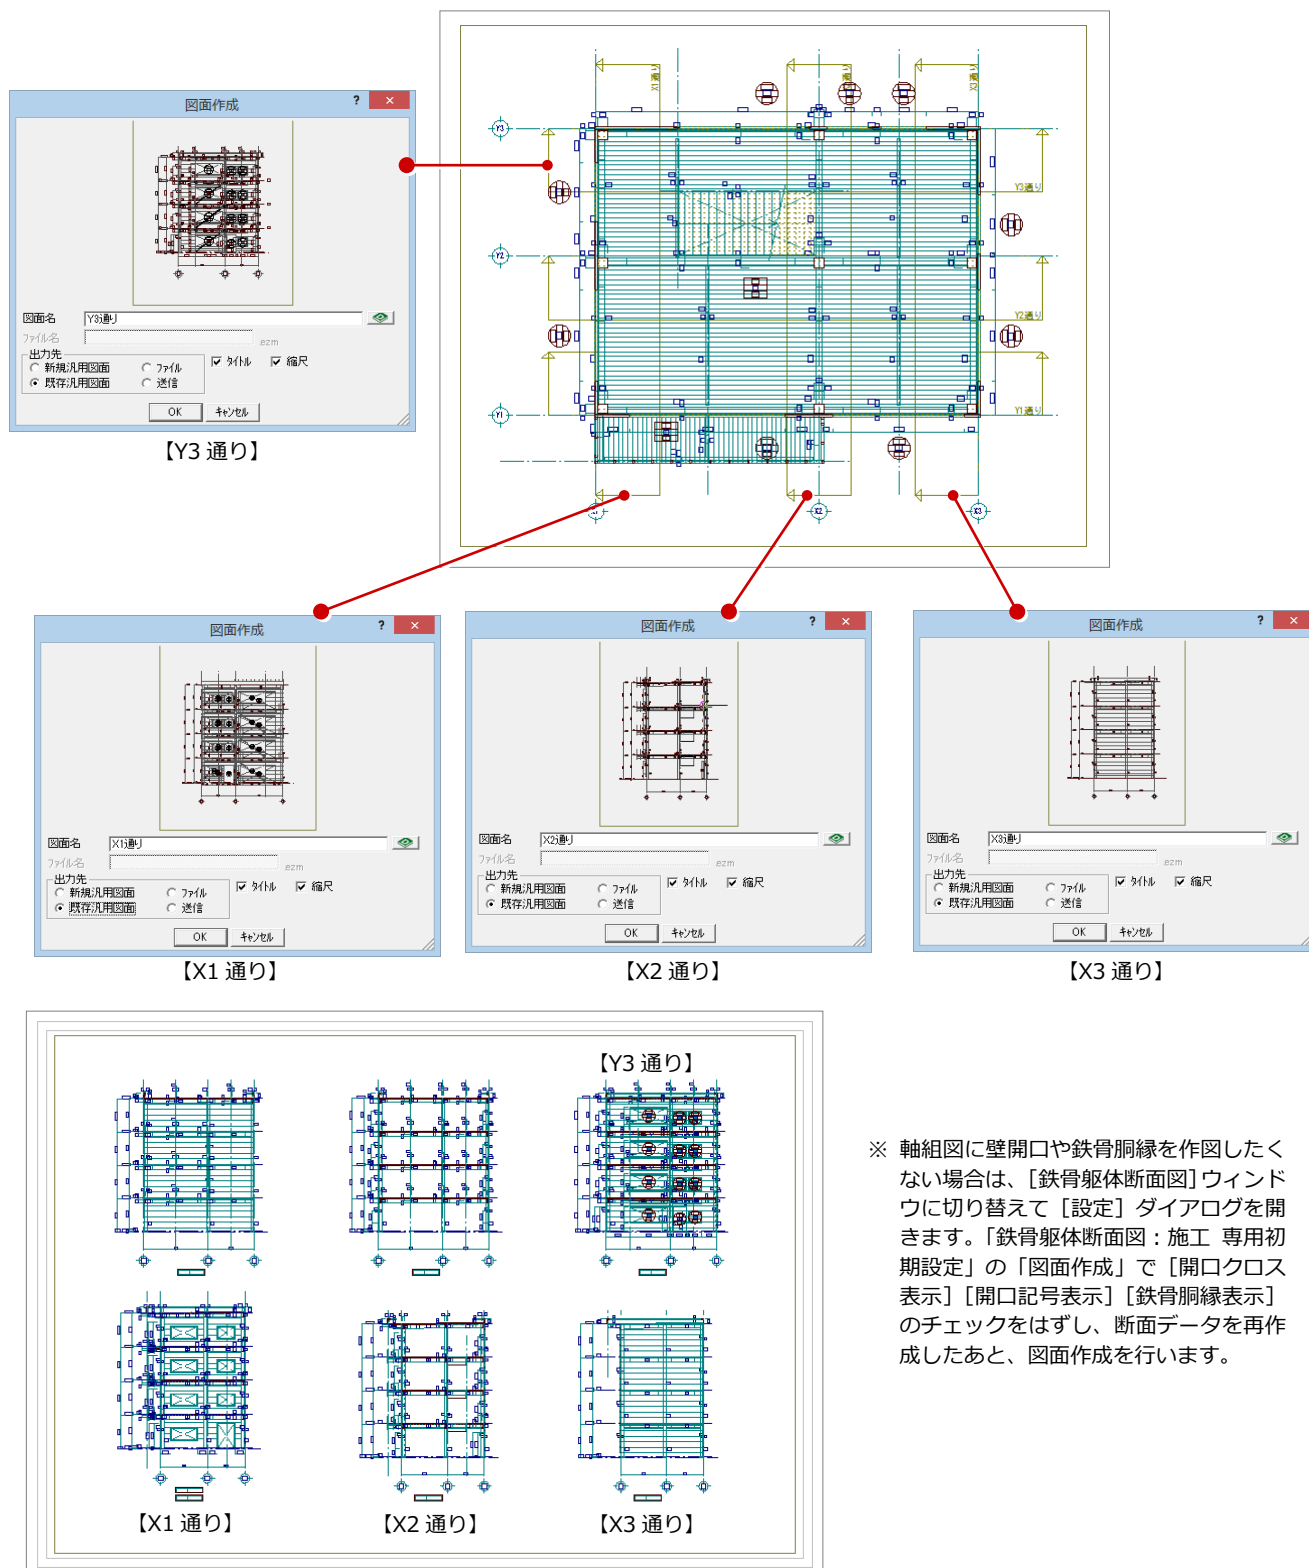 X1通り
X3通り
Y3
Y3通り
Y2
Y2通り
Y1
Y1通り
X2
X3
図面作成
? ×
図面名 Y3通り
ファイル名 .ezm
出力先
新規汎用図面 ファイル
既存汎用図面 送信
タイトル 縮尺
OK キャンセル
【Y3 通り】
図面作成
? ×
図面名 X1通り
ファイル名 .ezm
出力先
新規汎用図面 ファイル
既存汎用図面 送信
タイトル 縮尺
OK キャンセル
【X1 通り】
図面作成
? ×
図面名 X2通り
ファイル名 .ezm
出力先
新規汎用図面 ファイル
既存汎用図面 送信
タイトル 縮尺
OK キャンセル
【X2 通り】
図面作成
? ×
図面名 X3通り
ファイル名 .ezm
出力先
新規汎用図面 ファイル
既存汎用図面 送信
タイトル 縮尺
OK キャンセル
【X3 通り】
【Y3 通り】
【X1 通り】
【X2 通り】
【X3 通り】
※ 軸組図に壁開口や鉄骨胴縁を作図したく
ない場合は、［鉄骨躯体断面図］ウィンド
ウに切り替えて［設定］ダイアログを開
きます。「鉄骨躯体断面図：施工 専用初
期設定」の「図面作成」で［開口クロス
表示］［開口記号表示］［鉄骨胴縁表示］
のチェックをはずし、断面データを再作
成したあと、図面作成を行います。